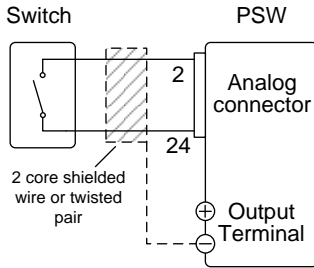 Switch
PSW
2
Analog
connector
24
2 core shielded
wire or twisted
pair
Output
Terminal